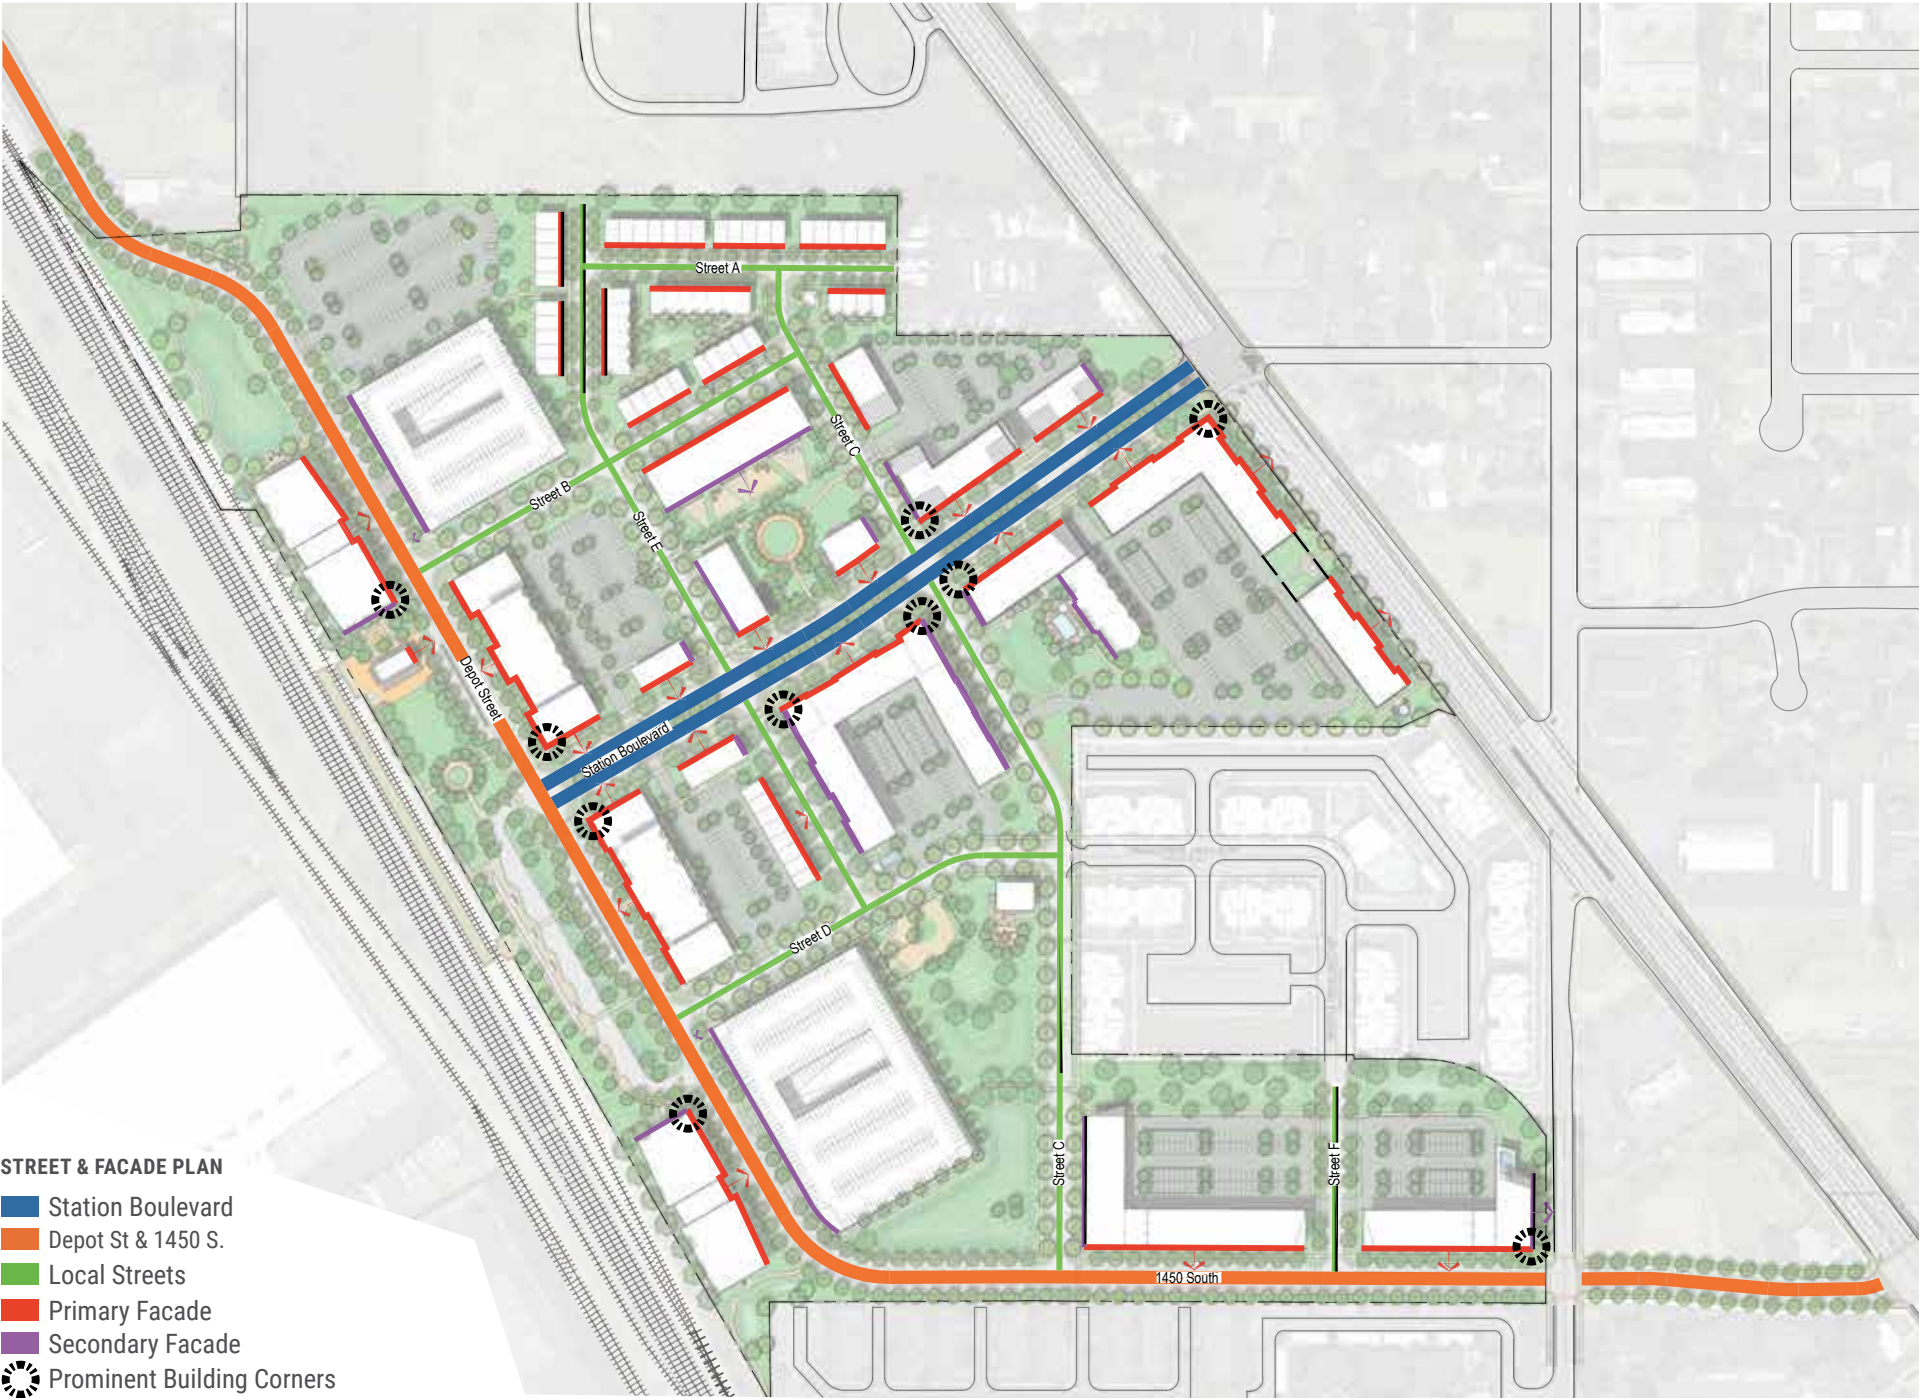 Street A
Street C
Street B
Street E
Depot Street
Station Boulevard
Street D
Street C
Street F
1450 South
STREET & FACADE PLAN
Station Boulevard
Depot St & 1450 S.
Local Streets
Primary Facade
Secondary Facade
Prominent Building Corners